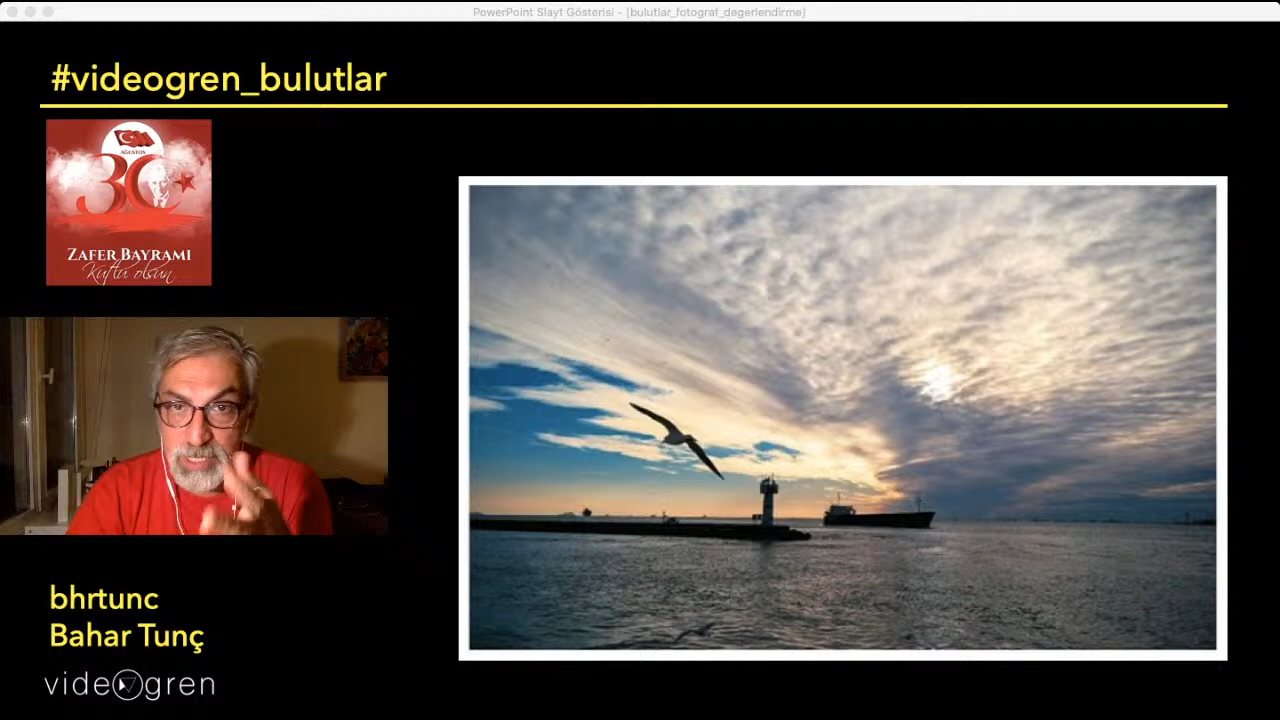 PowerPoint Slayt Gösterisi - [bulutlar_fotograf_degerlendirme]
#videogren_bulutlar
AĞUSTOS
30
ZAFER BAYRAMI
Kutlu olsun
bhrtunc
Bahar Tunç
videogren